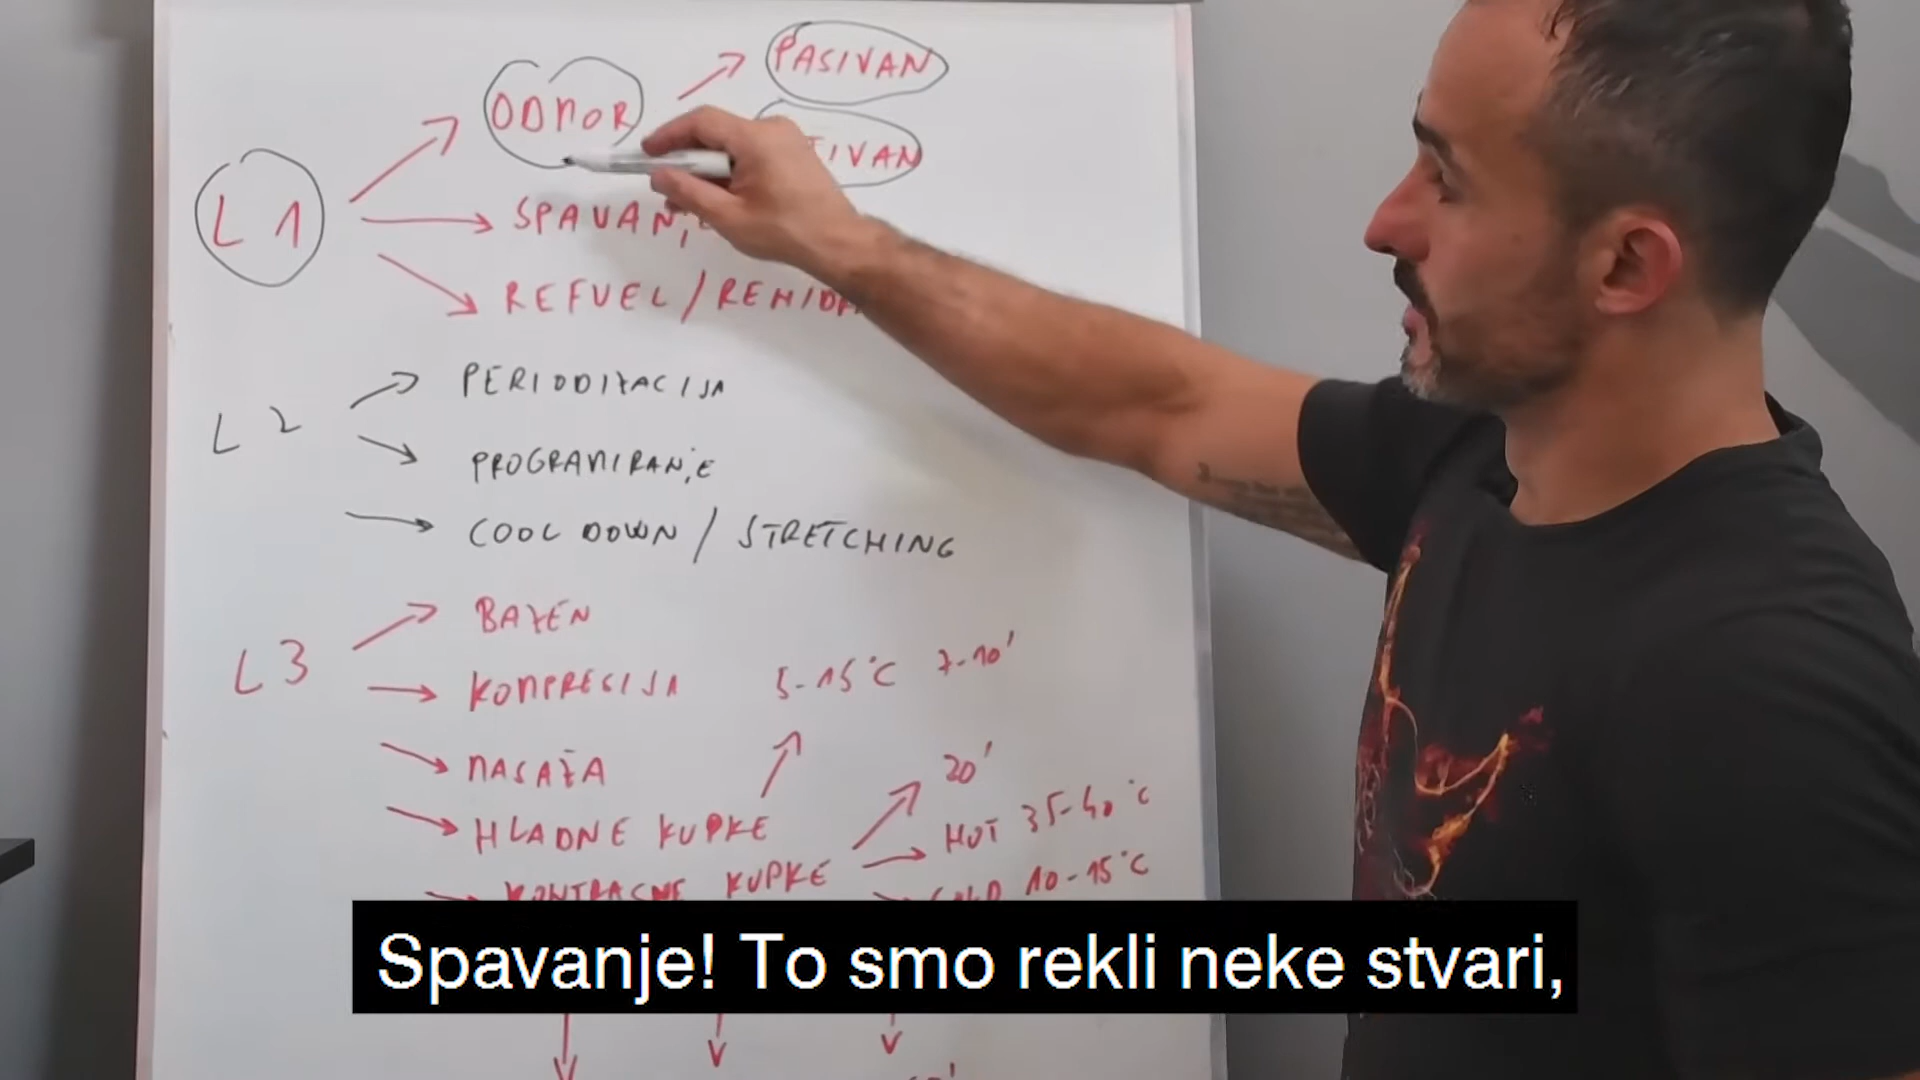 PASIVAN
ODMOR
TIVAN
L 1
SPAVANJE
REFUEL / REHID
PERIODIZACIJA
L 2
PROGRAMIRANJE
COOL DOWN / STRETCHING
BAZEN
L 3
KOMPRESIJA 5-15°C 7-10'
MASAŽA
20'
HLADNE KUPKE
HOT 35-40°C
KONTRASNE KUPKE
COLD 10-15°C
Spavanje! To smo rekli neke stvari,